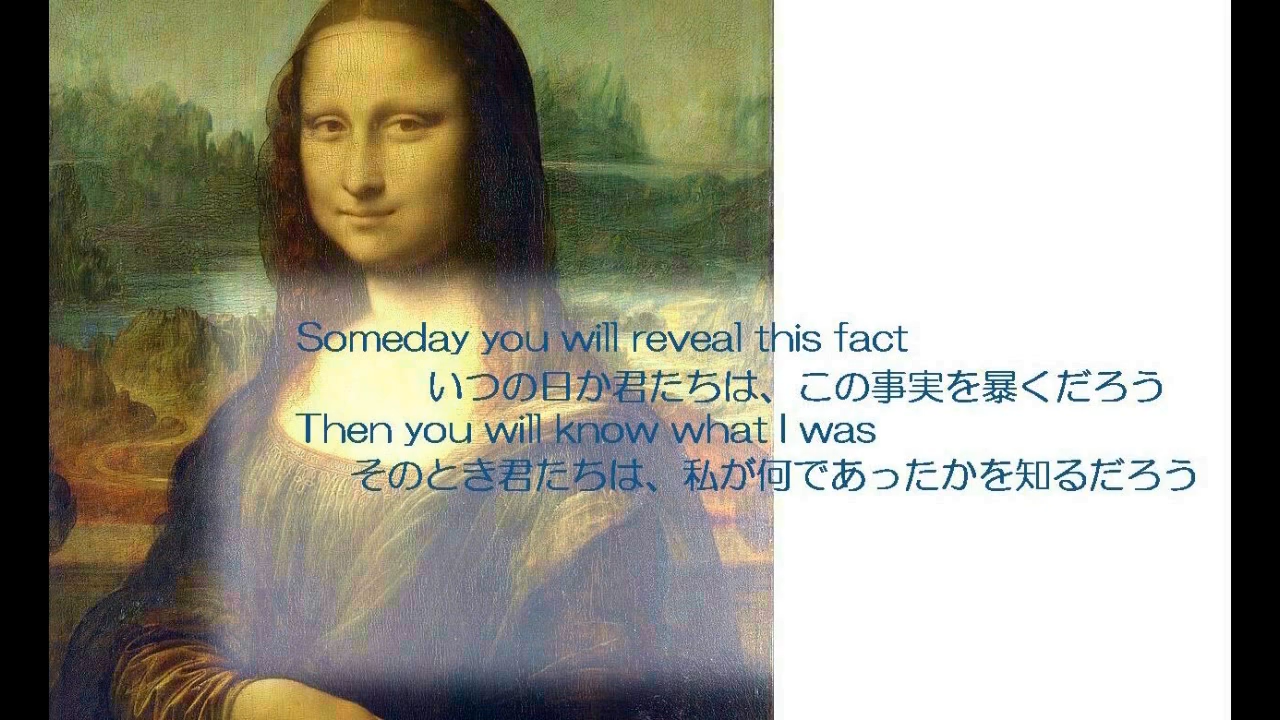 Someday you will reveal this fact
いつの日か君たちは、この事実を暴くだろう
Then you will know what I was
そのとき君たちは、私が何であったかを知るだろう